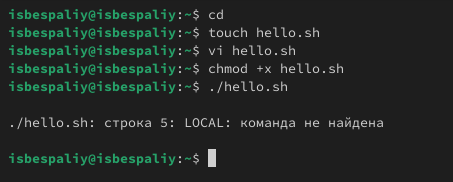 isbespaliy@isbespaliy:~$ cd
isbespaliy@isbespaliy:~$ touch hello.sh
isbespaliy@isbespaliy:~$ vi hello.sh
isbespaliy@isbespaliy:~$ chmod +x hello.sh
isbespaliy@isbespaliy:~$ ./hello.sh
./hello.sh: строка 5: LOCAL: команда не найдена
isbespaliy@isbespaliy:~$